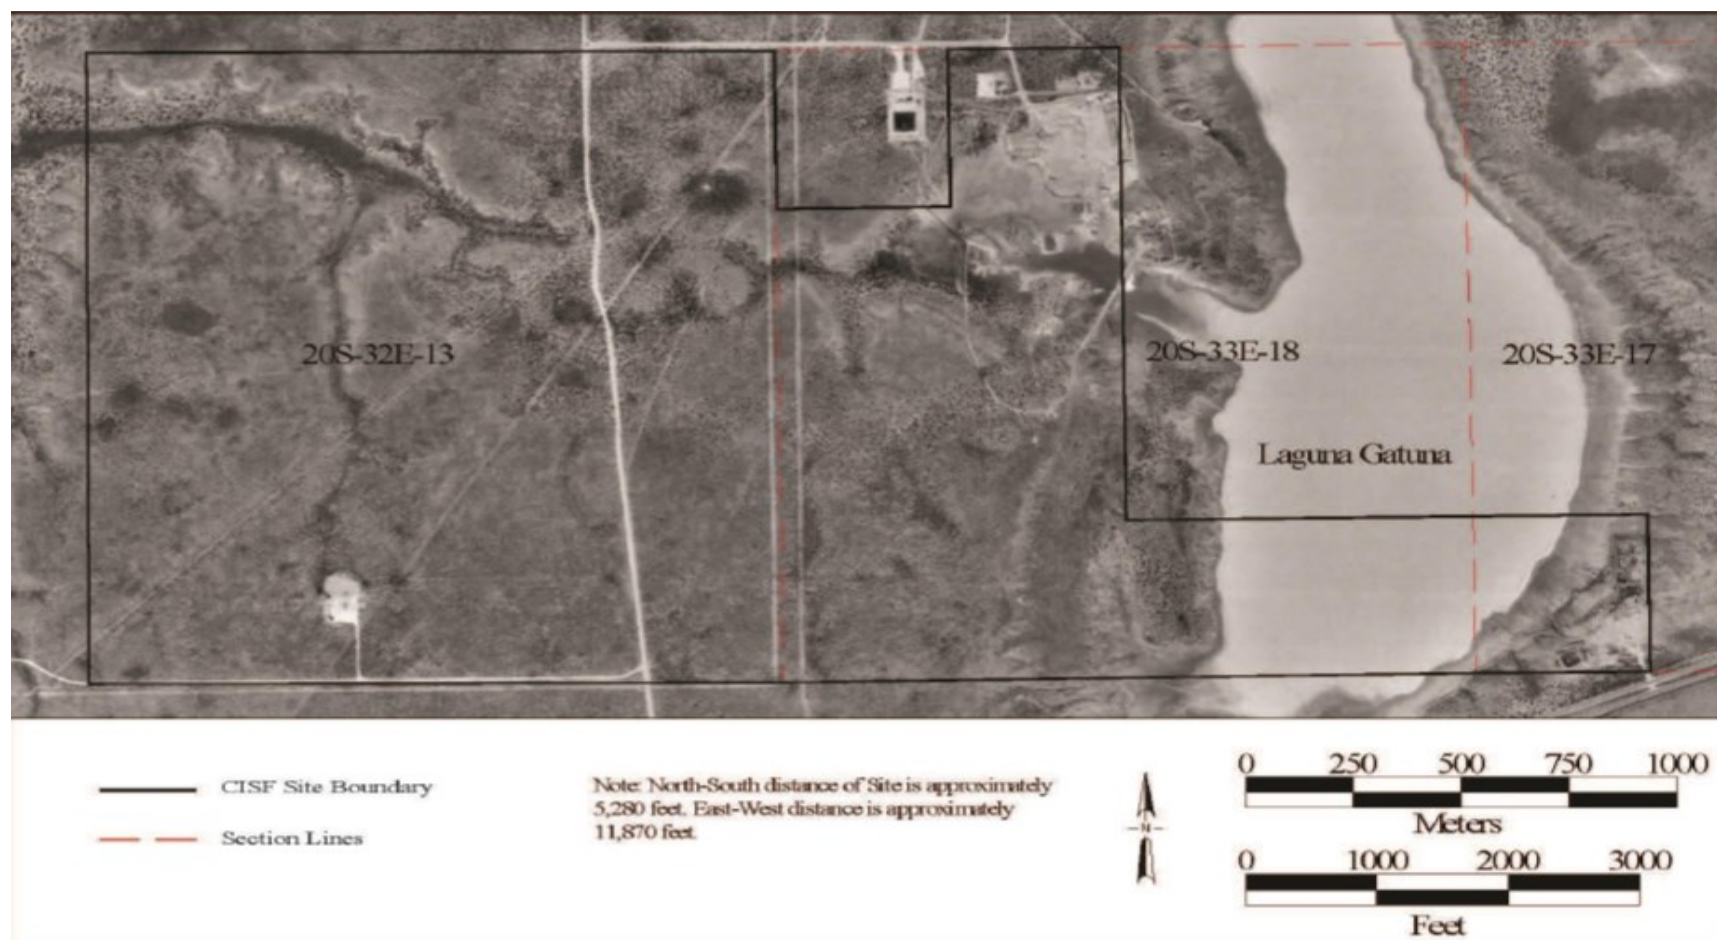 20S-32E-13
20S-33E-18
20S-33E-17
Laguna Gatuna
CISF Site Boundary
Section Lines
Note: North-South distance of Site is approximately
5,280 feet. East-West distance is approximately
11,870 feet
N
0 250 500 750 1000
Meters
0 1000 2000 3000
Feet